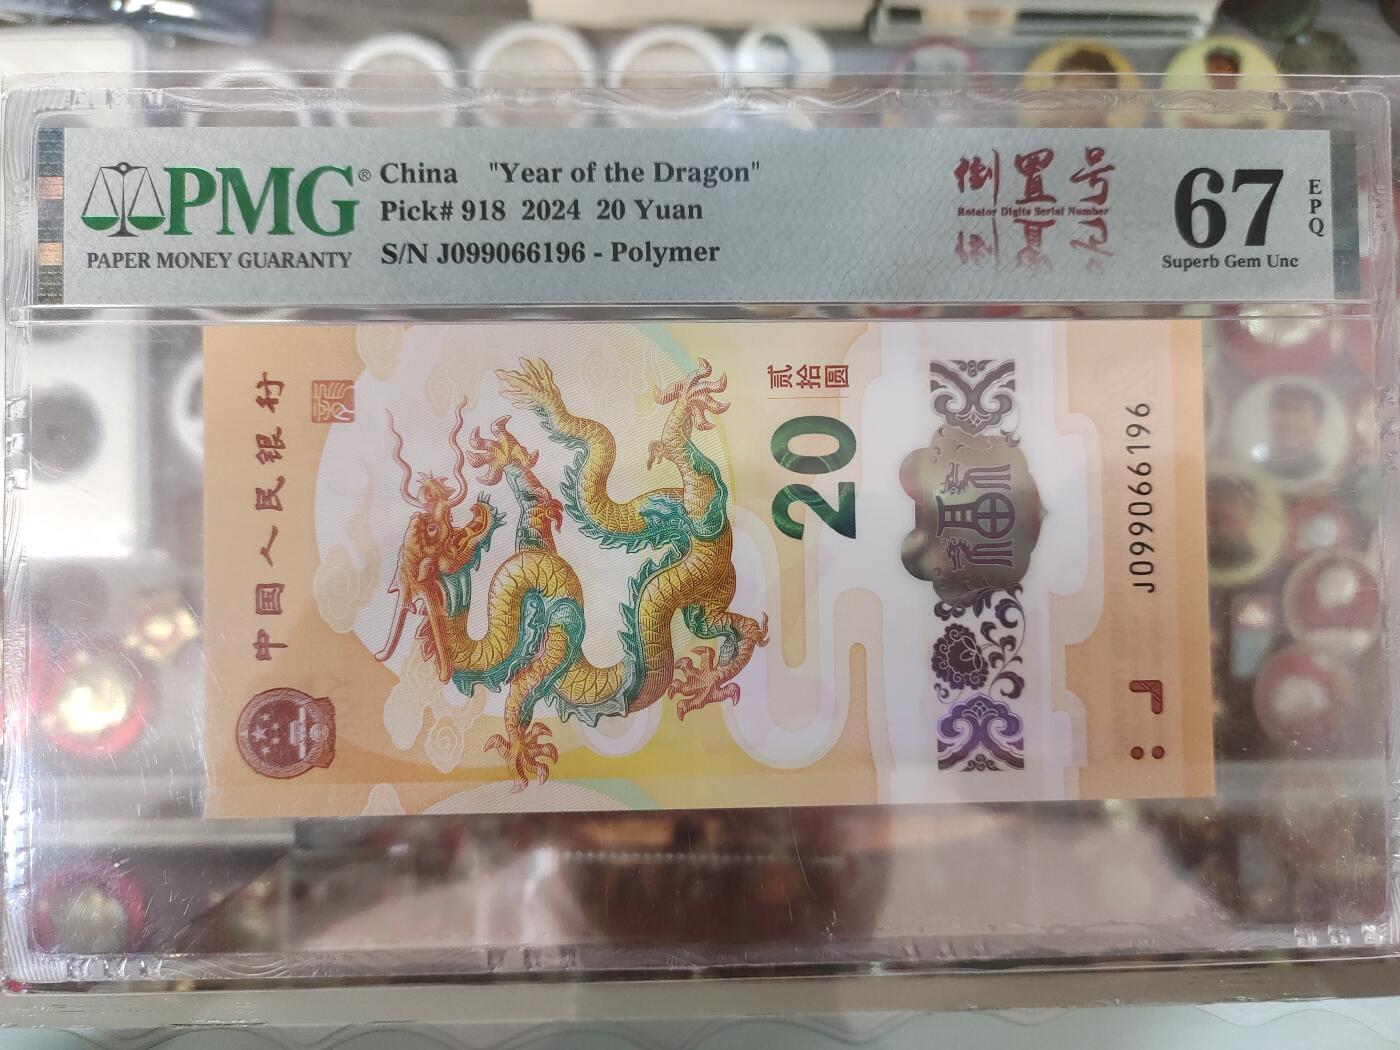 PMG®
PAPER MONEY GUARANTY
China "Year of the Dragon"
Pick# 918 2024 20 Yuan
S/N J099066196 - Polymer
倒置号
Rotator Digits Serial Number
67
EPQ
Superb Gem Unc
中国人民银行
贰拾圆
20
J099066196